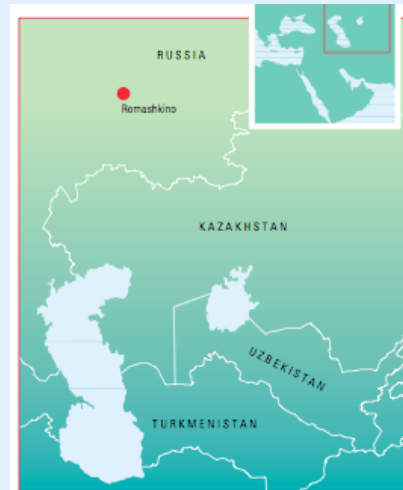 RUSSIA
Romashkino
KAZAKHSTAN
UZBEKISTAN
TURKMENISTAN